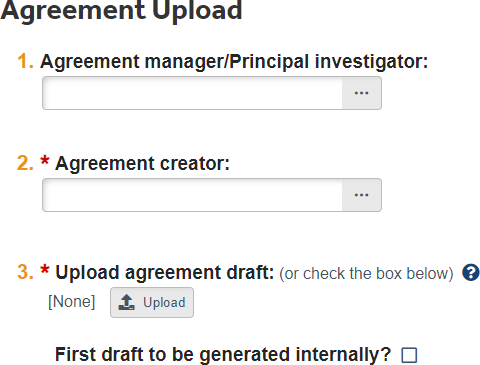 Agreement Upload
1. Agreement manager/Principal investigator:
...
2. * Agreement creator:
...
3. * Upload agreement draft: (or check the box below) ?
[None] Upload
First draft to be generated internally?